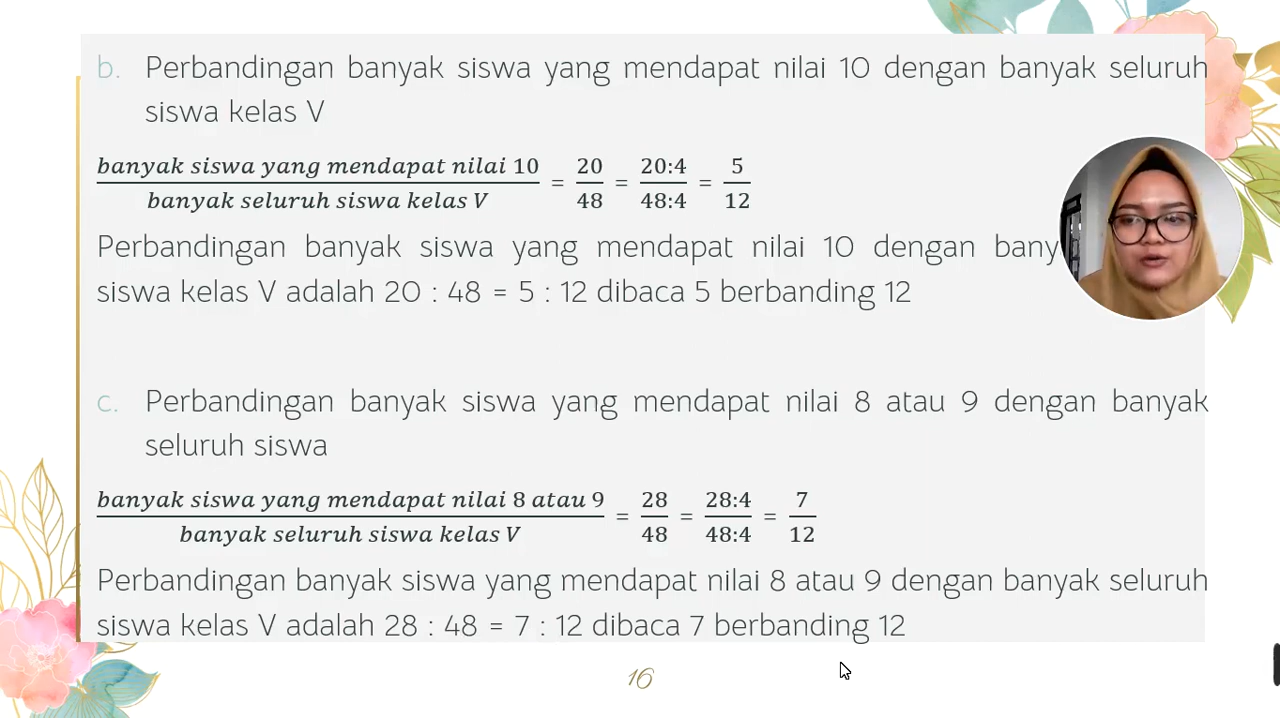 b. Perbandingan banyak siswa yang mendapat nilai 10 dengan banyak seluruh
siswa kelas V
banyak siswa yang mendapat nilai 10 / banyak seluruh siswa kelas V = 20/48 = 20:4/48:4 = 5/12
Perbandingan banyak siswa yang mendapat nilai 10 dengan
siswa kelas V adalah 20 : 48 = 5 : 12 dibaca 5 berbanding 12
c. Perbandingan banyak siswa yang mendapat nilai 8 atau 9 dengan banyak
seluruh siswa
banyak siswa yang mendapat nilai 8 atau 9 / banyak seluruh siswa kelas V = 28/48 = 28:4/48:4 = 7/12
Perbandingan banyak siswa yang mendapat nilai 8 atau 9 dengan banyak seluruh
siswa kelas V adalah 28 : 48 = 7 : 12 dibaca 7 berbanding 12
16